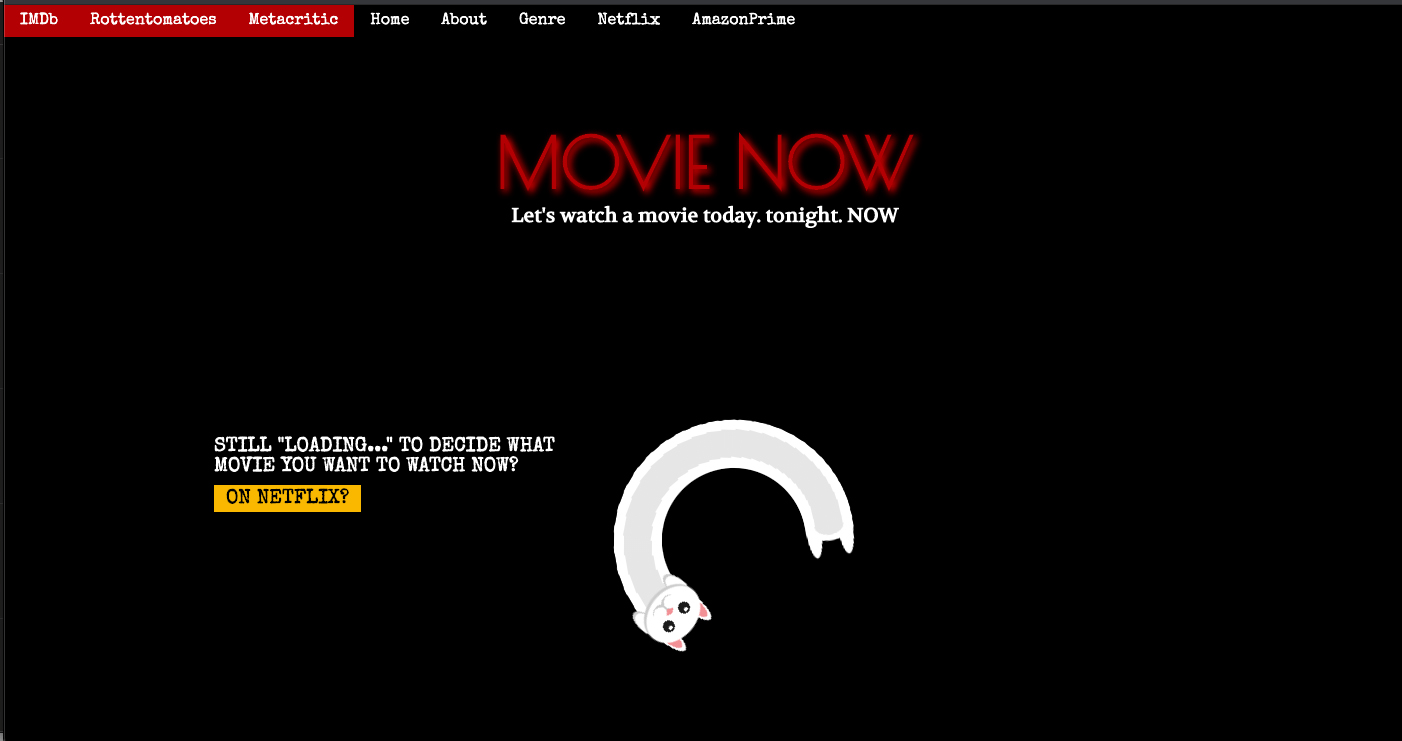 IMDb Rottentomatoes Metacritic Home About Genre Netflix AmazonPrime
MOVIE NOW
Let's watch a movie today. tonight. NOW
STILL "LOADING..." TO DECIDE WHAT
MOVIE YOU WANT TO WATCH NOW?
ON NETFLIX?